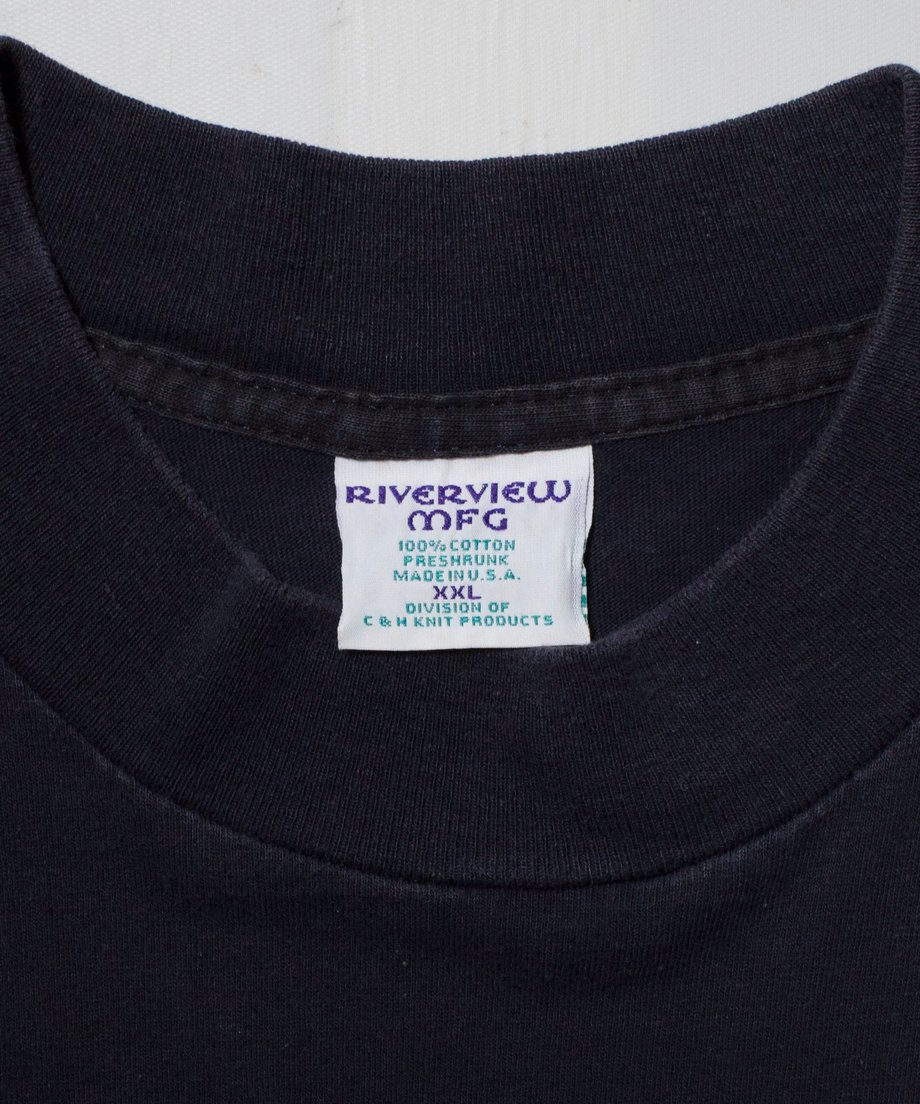 RIVERVIEW
MFG
100% COTTON
PRESHRUNK
MADE IN U.S.A.
XXL
DIVISION OF
C & H KNIT PRODUCTS